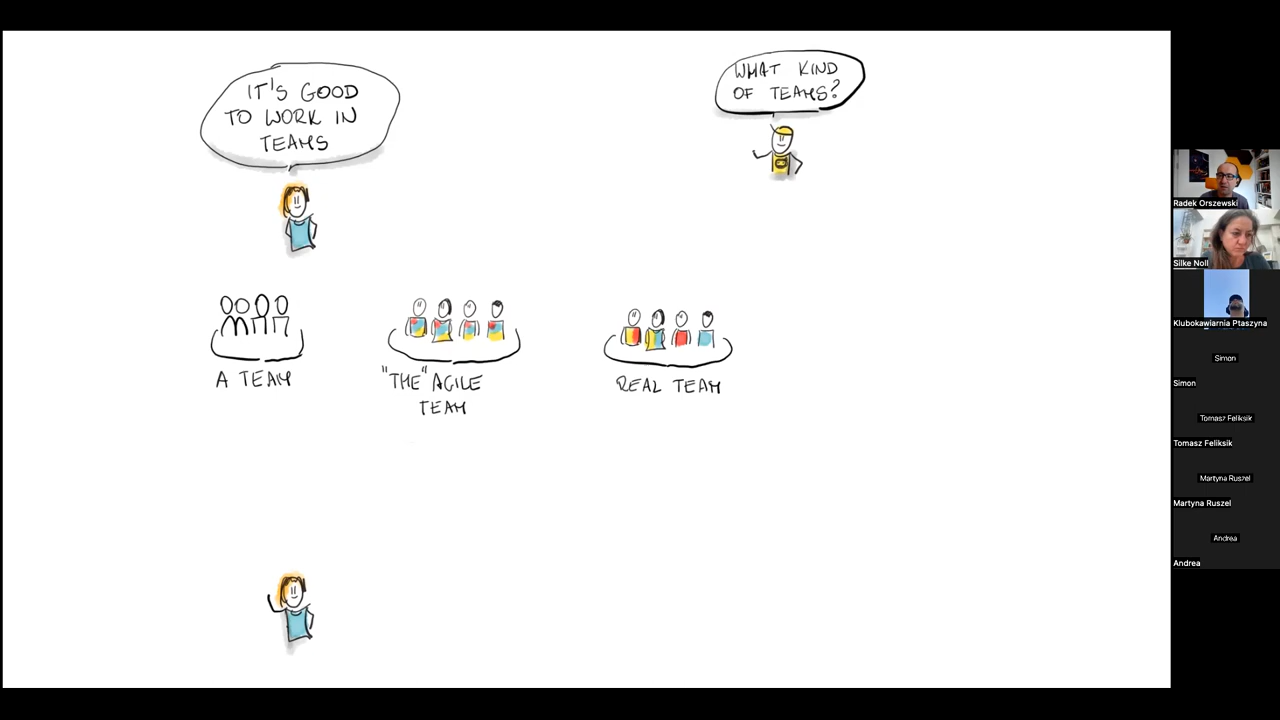 IT'S GOOD
TO WORK IN
TEAMS
WHAT KIND
OF TEAMS?
A TEAM
"THE" AGILE
TEAM
REAL TEAM
Radek Orszewski
Silke Noll
Klubokawiarnia Ptaszyna
Simon
Simon
Tomasz Feliksik
Tomasz Feliksik
Martyna Ruszel
Martyna Ruszel
Andrea
Andrea